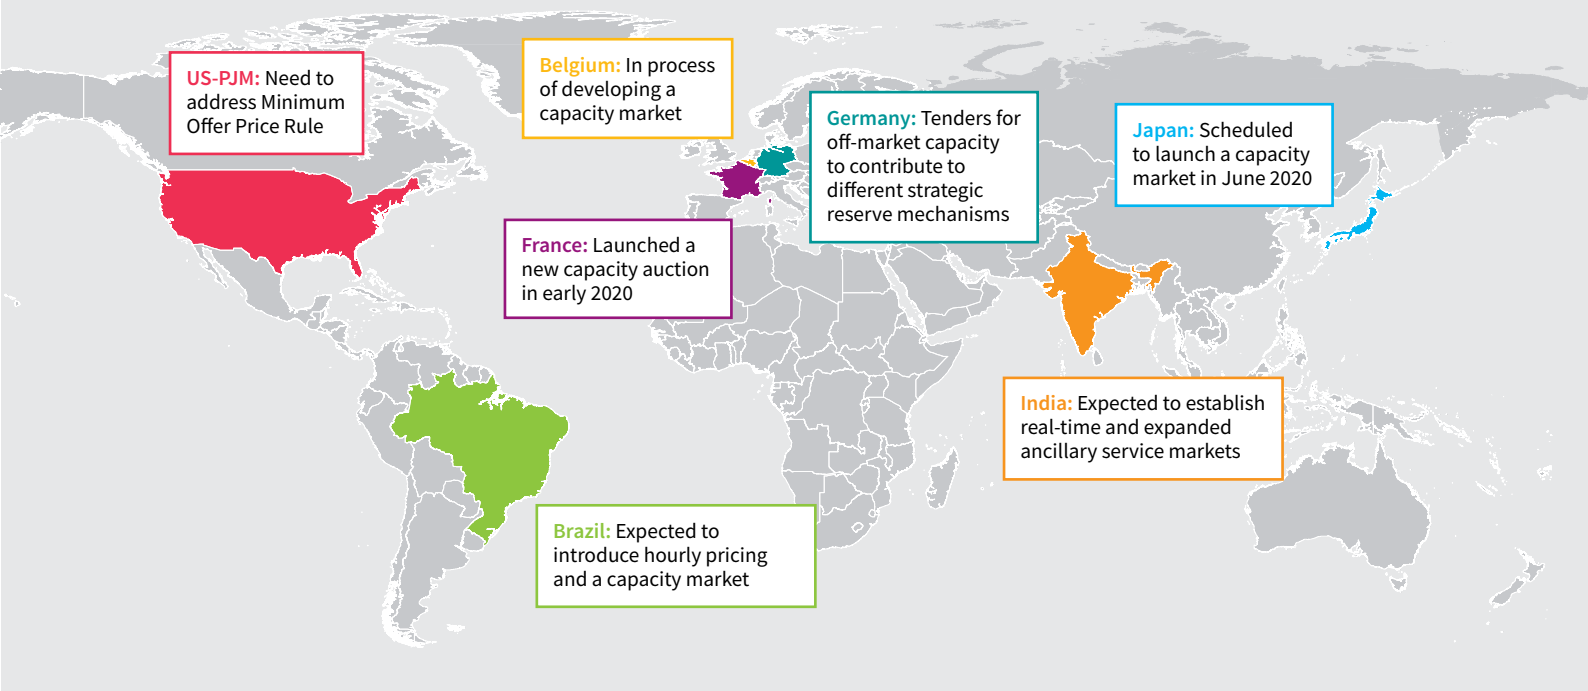 US-PJM: Need to
address Minimum
Offer Price Rule
Belgium: In process
of developing a
capacity market
Germany: Tenders for
off-market capacity
to contribute to
different strategic
reserve mechanisms
Japan: Scheduled
to launch a capacity
market in June 2020
France: Launched a
new capacity auction
in early 2020
India: Expected to establish
real-time and expanded
ancillary service markets
Brazil: Expected to
introduce hourly pricing
and a capacity market